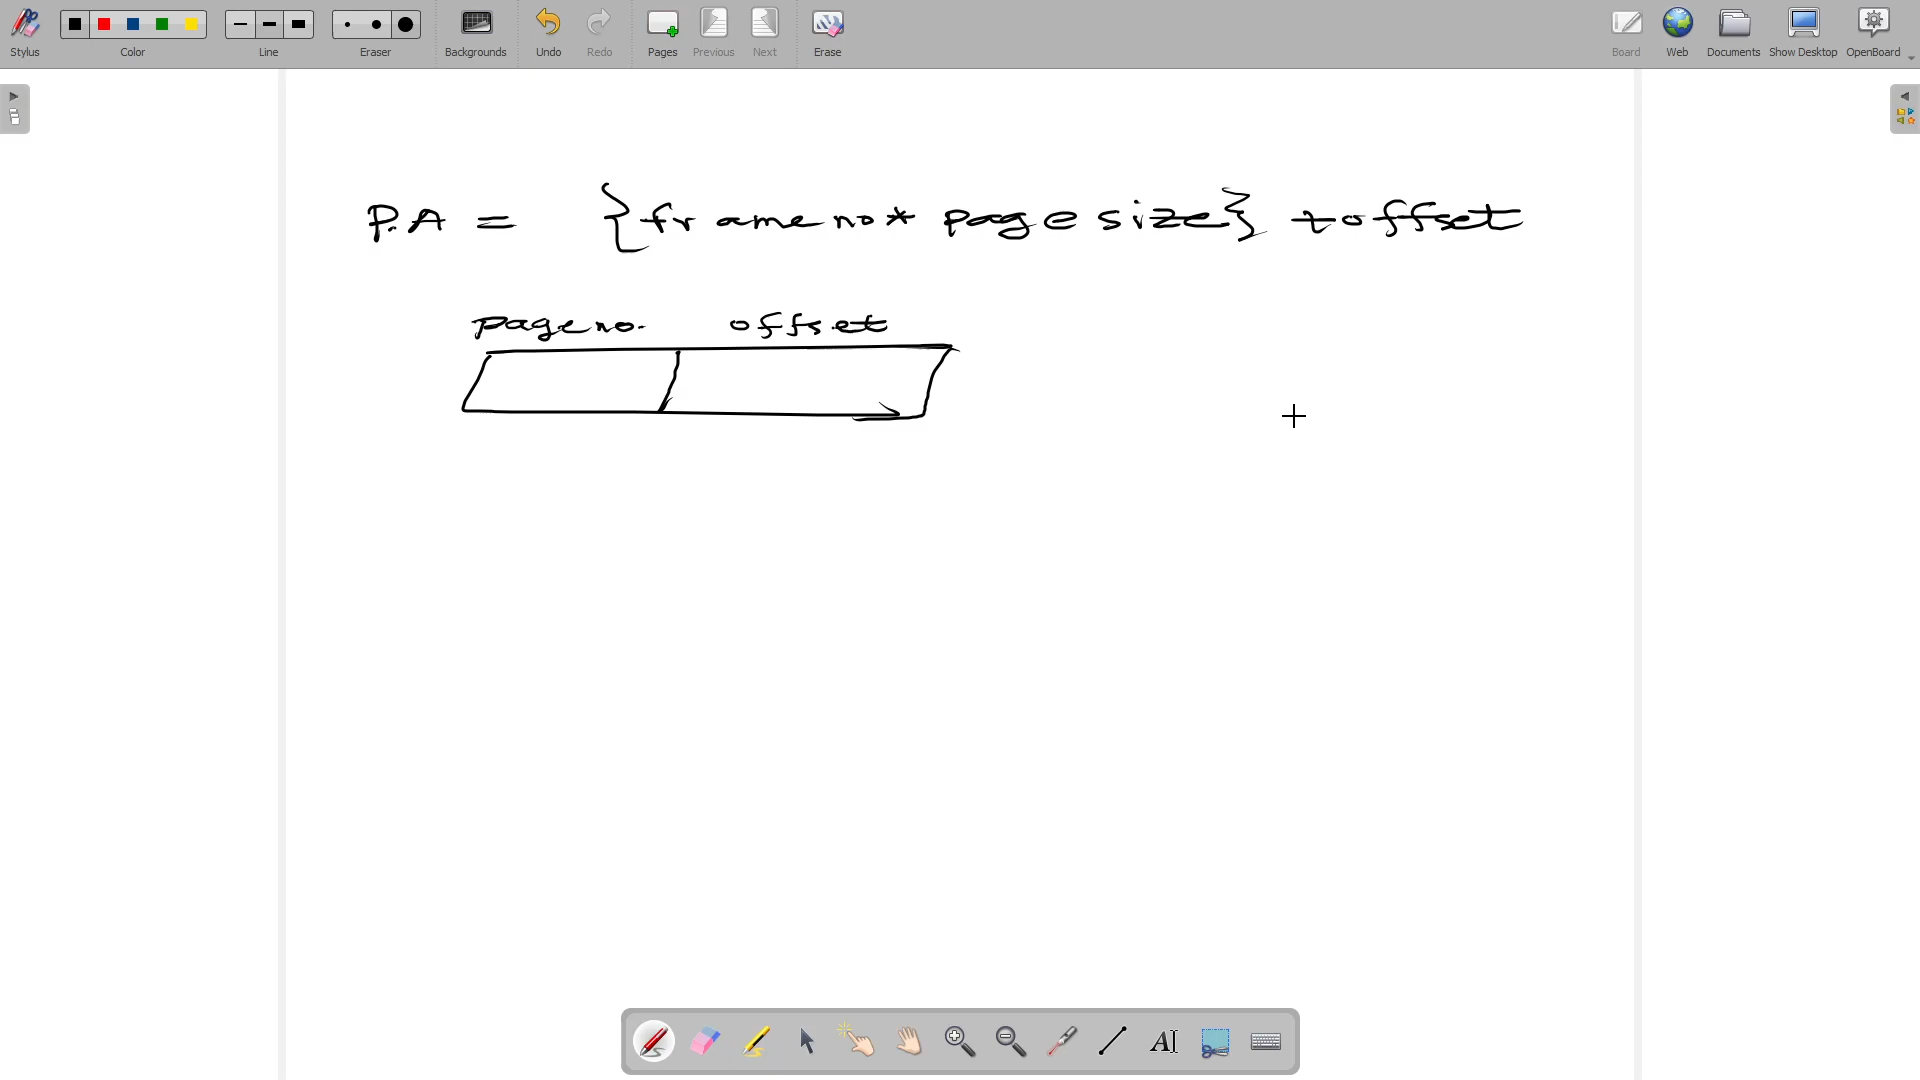 Stylus Color Line Eraser Backgrounds Undo Redo Pages Previous Next Erase Board Web Documents Show Desktop OpenBoard
P.A = {frame no * page size} + offset
page no. offset
AI